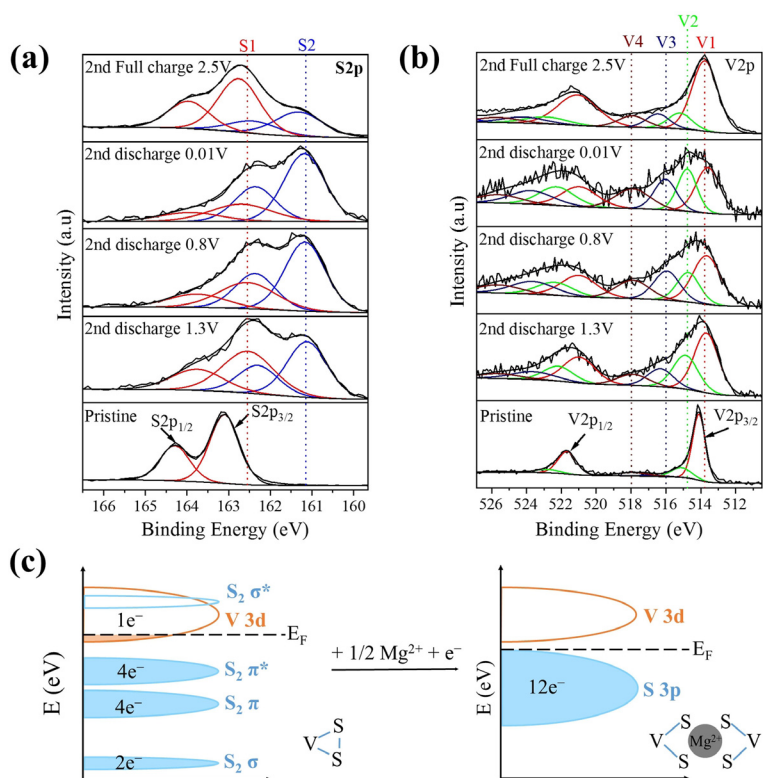 (a)
S1 S2
S2p
2nd Full charge 2.5V
2nd discharge 0.01V
2nd discharge 0.8V
2nd discharge 1.3V
Pristine
S2p1/2
S2p3/2
Intensity (a.u)
166 165 164 163 162 161 160
Binding Energy (eV)
(b)
V4 V3 V2 V1
V2p
2nd Full charge 2.5V
2nd discharge 0.01V
2nd discharge 0.8V
2nd discharge 1.3V
Pristine
V2p1/2
V2p3/2
Intensity (a.u)
526 524 522 520 518 516 514 512
Binding Energy (eV)
(c)
E (eV)
S2 σ*
V 3d
1e⁻
EF
S2 π*
4e⁻
S2 π
4e⁻
S2 σ
2e⁻
S
V
S
+ 1/2 Mg²⁺ + e⁻
E (eV)
V 3d
EF
12e⁻
S 3p
S S
V Mg²⁺ V
S S